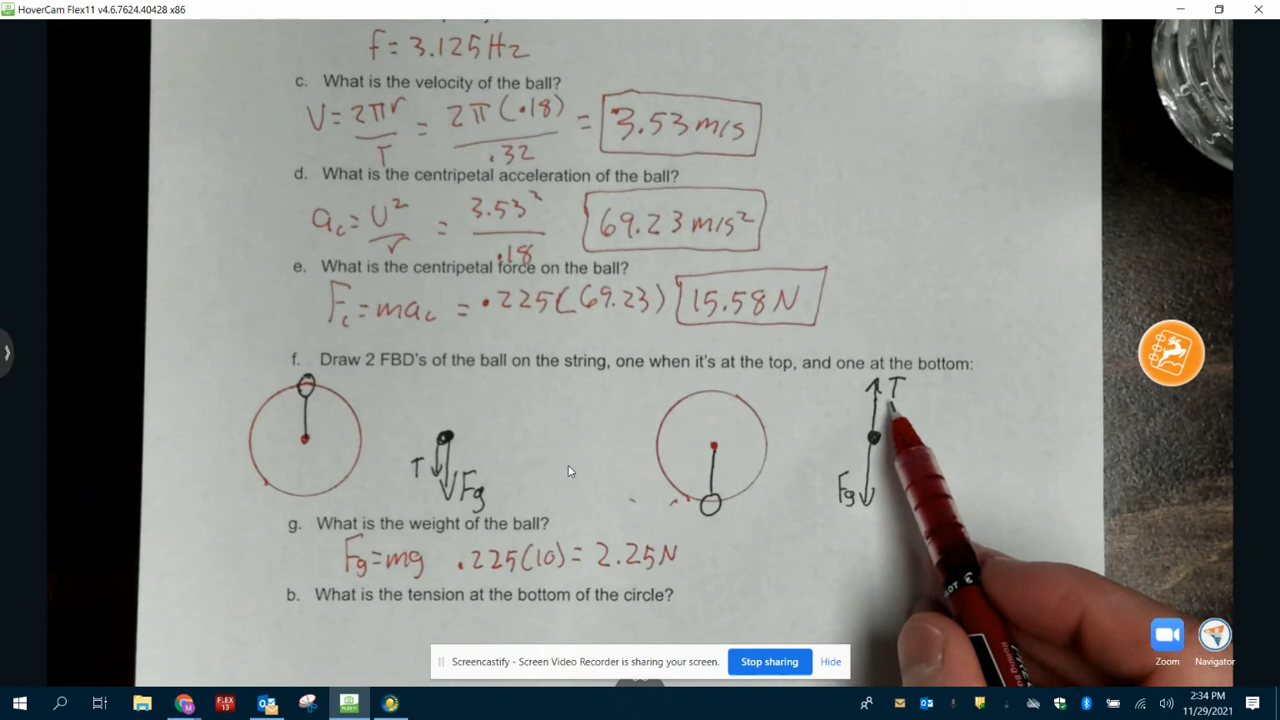 HoverCam Flex11 v4.6.7624.40428 x86
f = 3.125 Hz
c. What is the velocity of the ball?
V = 2πr / T = 2π(.18) / .32 = 3.53 m/s
d. What is the centripetal acceleration of the ball?
ac = V² / r = 3.53² / .18 69.23 m/s²
e. What is the centripetal force on the ball?
Fc = mac = .225(69.23) 15.58 N
f. Draw 2 FBD's of the ball on the string, one when it's at the top, and one at the bottom:
T Fg
T Fg
g. What is the weight of the ball?
Fg = mg .225(10) = 2.25 N
b. What is the tension at the bottom of the circle?
Screencastify - Screen Video Recorder is sharing your screen. Stop sharing Hide
Zoom Navigator
FLEX 11
2:34 PM
11/29/2021